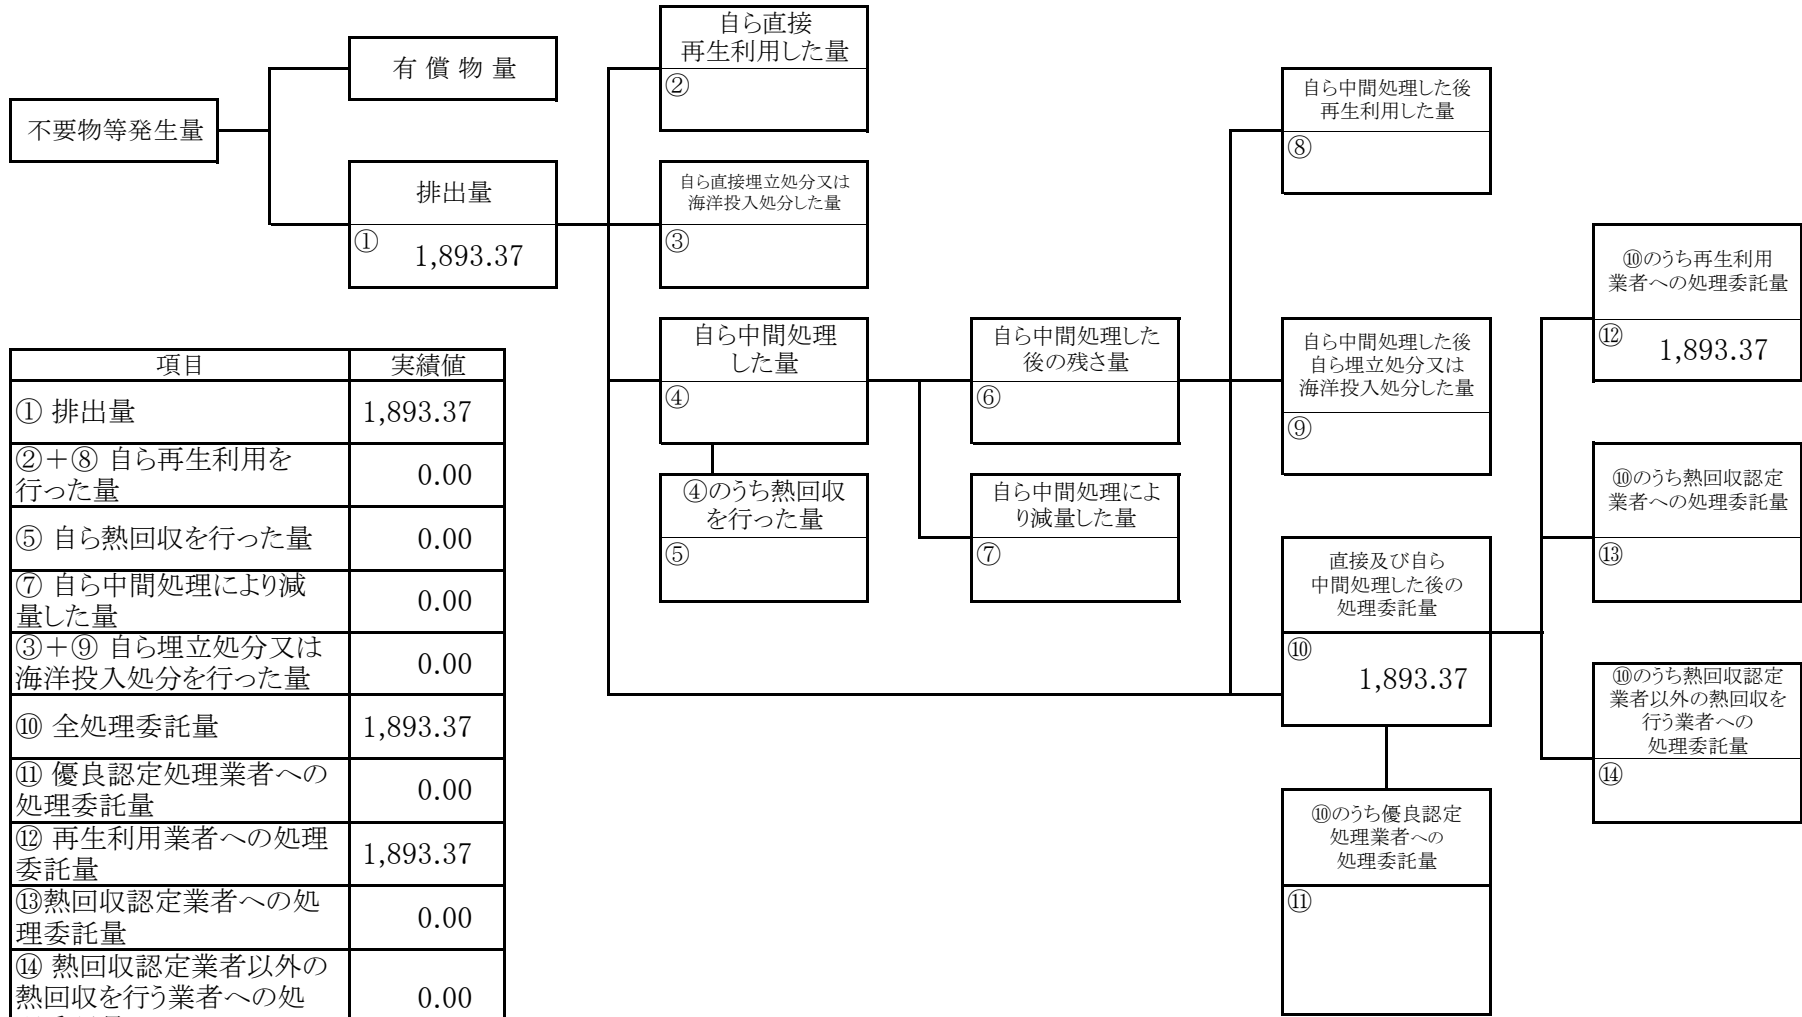 不要物等発生量
有 償 物 量
排出量
① 1,893.37
自ら直接
再生利用した量
②
自ら直接埋立処分又は
海洋投入処分した量
③
自ら中間処理
した量
④
④のうち熱回収
を行った量
⑤
自ら中間処理した
後の残さ量
⑥
自ら中間処理によ
り減量した量
⑦
自ら中間処理した後
再生利用した量
⑧
自ら中間処理した後
自ら埋立処分又は
海洋投入処分した量
⑨
直接及び自ら
中間処理した後の
処理委託量
⑩
1,893.37
⑩のうち優良認定
処理業者への
処理委託量
⑪
⑩のうち再生利用
業者への処理委託量
⑫ 1,893.37
⑩のうち熱回収認定
業者への処理委託量
⑬
⑩のうち熱回収認定
業者以外の熱回収を
行う業者への
処理委託量
⑭
項目 実績値
① 排出量 1,893.37
②＋⑧ 自ら再生利用を
行った量 0.00
⑤ 自ら熱回収を行った量 0.00
⑦ 自ら中間処理により減
量した量 0.00
③＋⑨ 自ら埋立処分又は
海洋投入処分を行った量 0.00
⑩ 全処理委託量 1,893.37
⑪ 優良認定処理業者への
処理委託量 0.00
⑫ 再生利用業者への処理
委託量 1,893.37
⑬熱回収認定業者への処
理委託量 0.00
⑭ 熱回収認定業者以外の
熱回収を行う業者への処 0.00